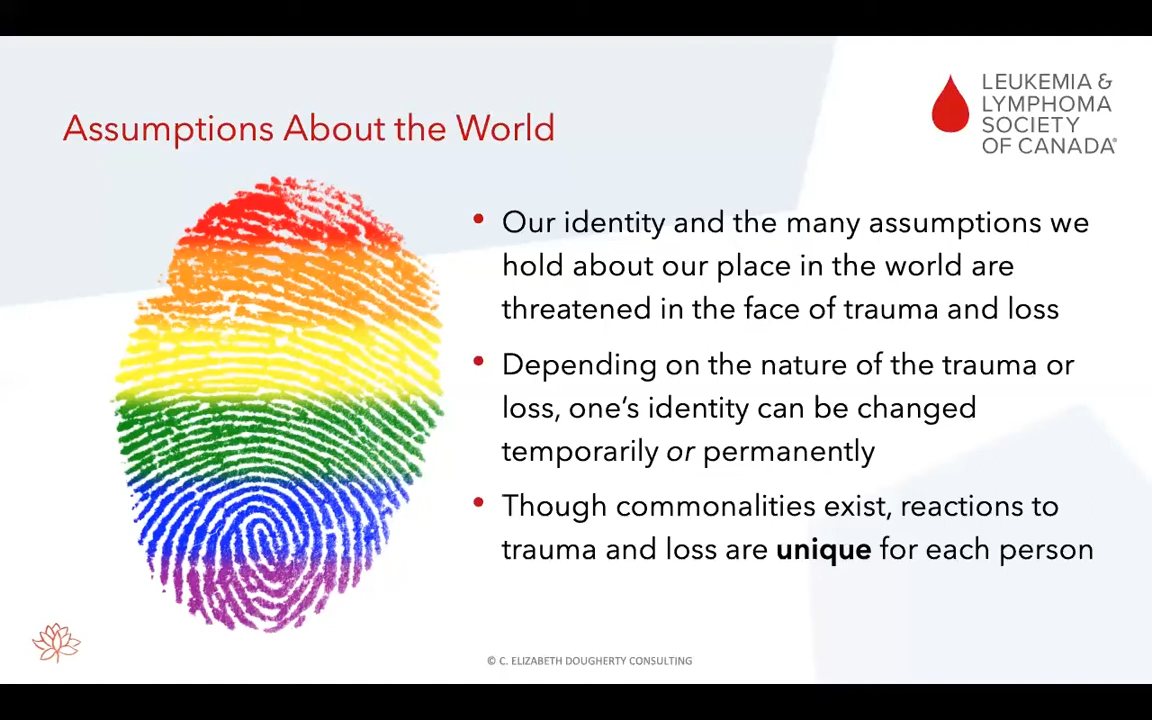 LEUKEMIA &
LYMPHOMA
SOCIETY
OF CANADA®
Assumptions About the World
• Our identity and the many assumptions we
hold about our place in the world are
threatened in the face of trauma and loss
• Depending on the nature of the trauma or
loss, one’s identity can be changed
temporarily or permanently
• Though commonalities exist, reactions to
trauma and loss are unique for each person
© C. ELIZABETH DOUGHERTY CONSULTING